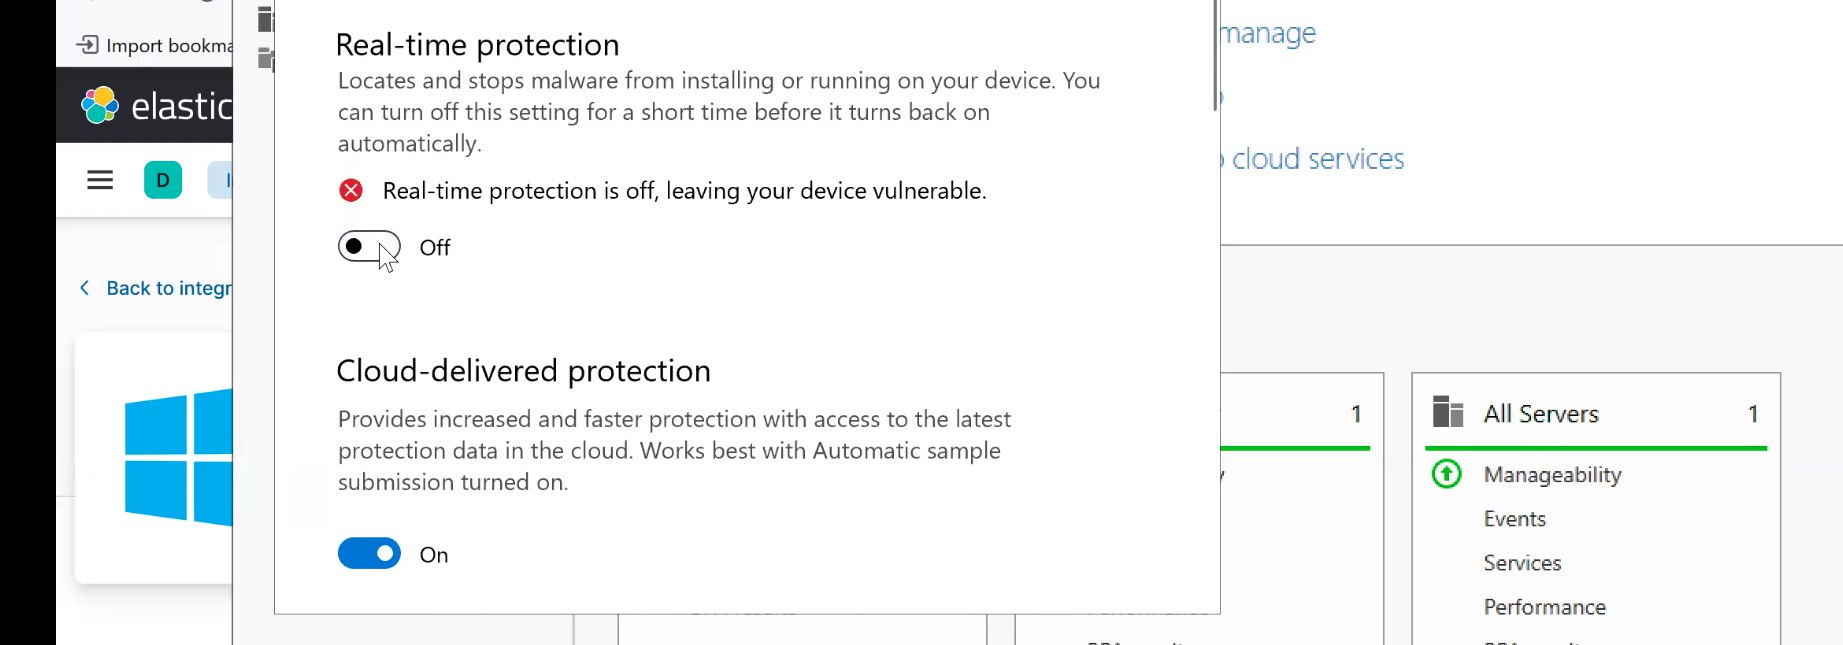 Import bookma
elastic
D
Back to integr
Real-time protection
Locates and stops malware from installing or running on your device. You
can turn off this setting for a short time before it turns back on
automatically.
Real-time protection is off, leaving your device vulnerable.
Off
Cloud-delivered protection
Provides increased and faster protection with access to the latest
protection data in the cloud. Works best with Automatic sample
submission turned on.
On
manage
cloud services
1
All Servers 1
Manageability
Events
Services
Performance